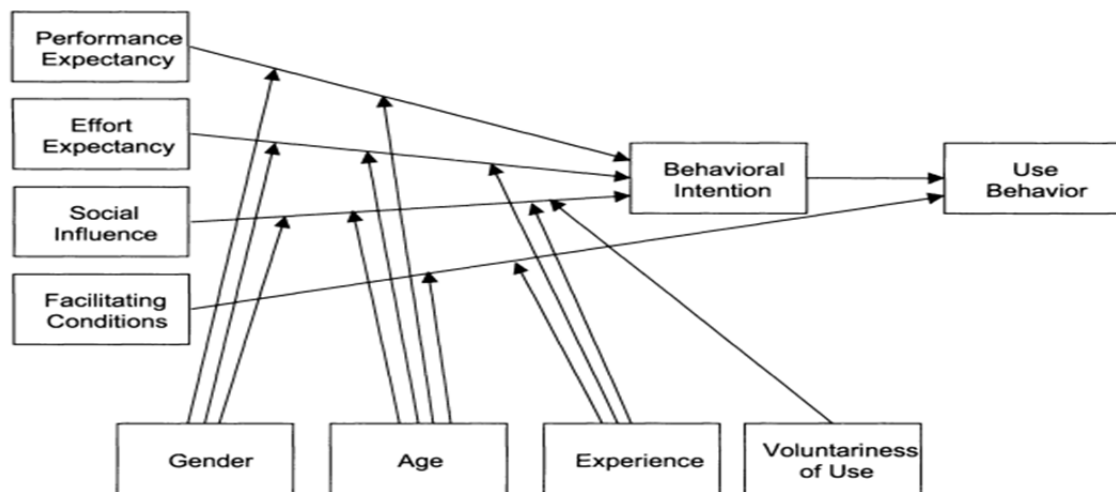 Performance
Expectancy
Effort
Expectancy
Social
Influence
Facilitating
Conditions
Behavioral
Intention
Use
Behavior
Gender
Age
Experience
Voluntariness
of Use